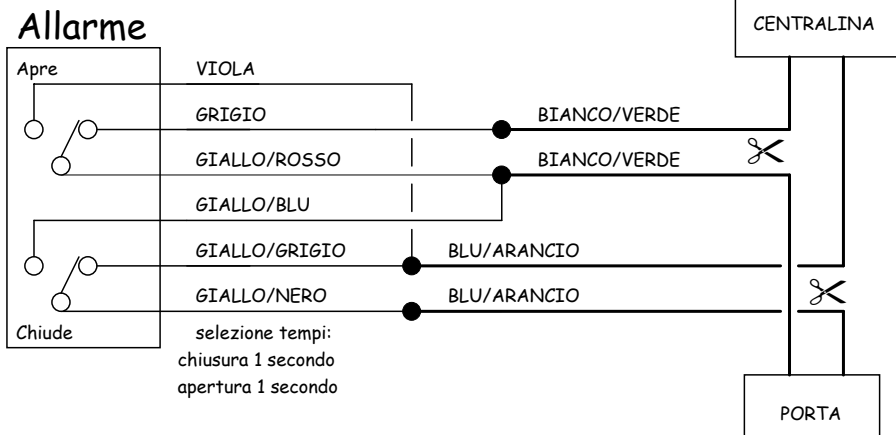 Allarme
CENTRALINA
Apre
VIOLA
GRIGIO
BIANCO/VERDE
GIALLO/ROSSO
BIANCO/VERDE
GIALLO/BLU
GIALLO/GRIGIO
BLU/ARANCIO
GIALLO/NERO
BLU/ARANCIO
Chiude
selezione tempi:
chiusura 1 secondo
apertura 1 secondo
PORTA